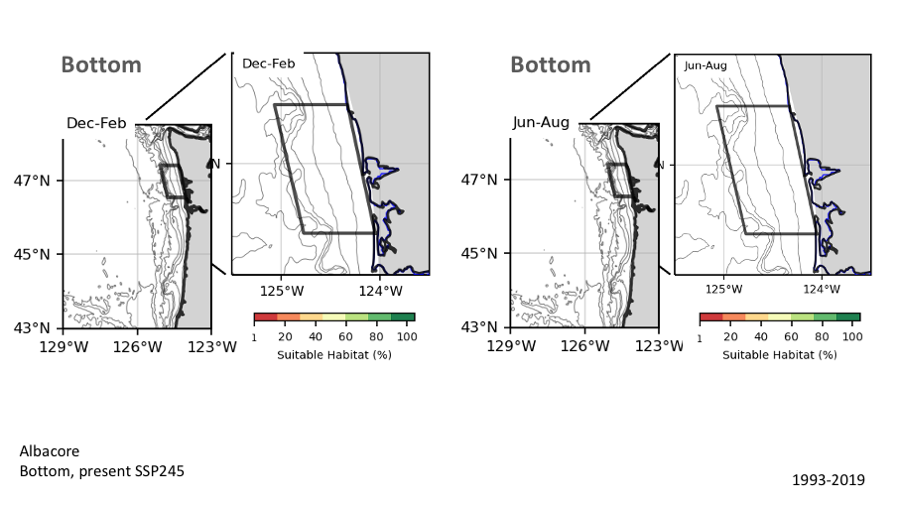 Bottom
Dec-Feb
Dec-Feb
47°N
45°N
43°N
129°W 126°W 123°W
N
125°W 124°W
1 20 40 60 80 100
Suitable Habitat (%)
Bottom
Jun-Aug
Jun-Aug
47°N
45°N
43°N
129°W 126°W 123°W
N
125°W 124°W
1 20 40 60 80 100
Suitable Habitat (%)
Albacore
Bottom, present SSP245
1993-2019